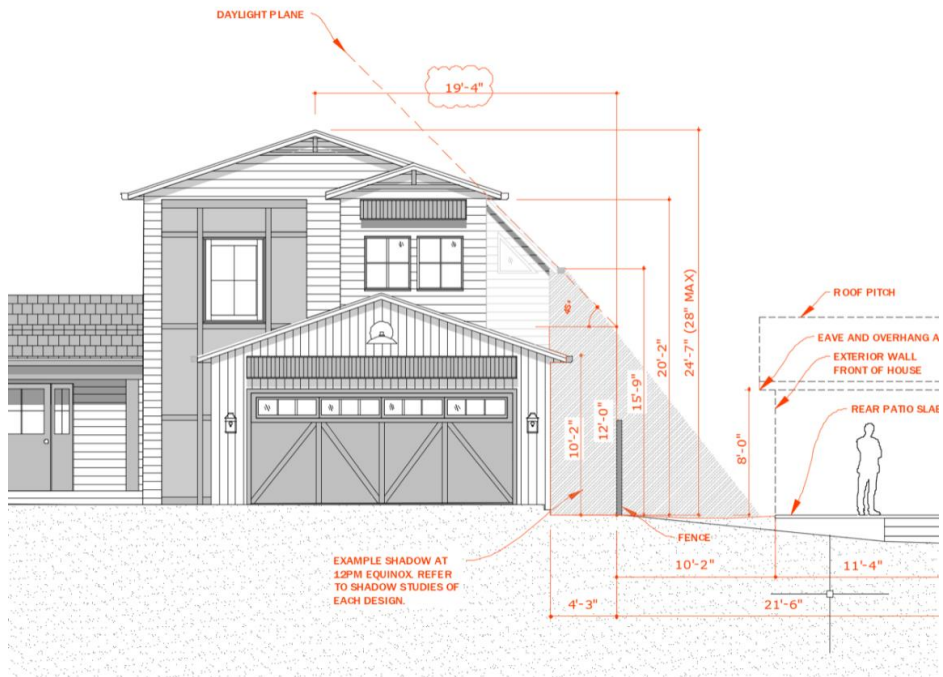 DAYLIGHT PLANE
19'-4"
45°
10'-2"
12'-0"
15'-9"
20'-2"
24'-7" (28" MAX)
8'-0"
ROOF PITCH
EAVE AND OVERHANG A
EXTERIOR WALL
FRONT OF HOUSE
REAR PATIO SLAB
FENCE
EXAMPLE SHADOW AT
12PM EQUINOX. REFER
TO SHADOW STUDIES OF
EACH DESIGN.
10'-2"
11'-4"
4'-3"
21'-6"